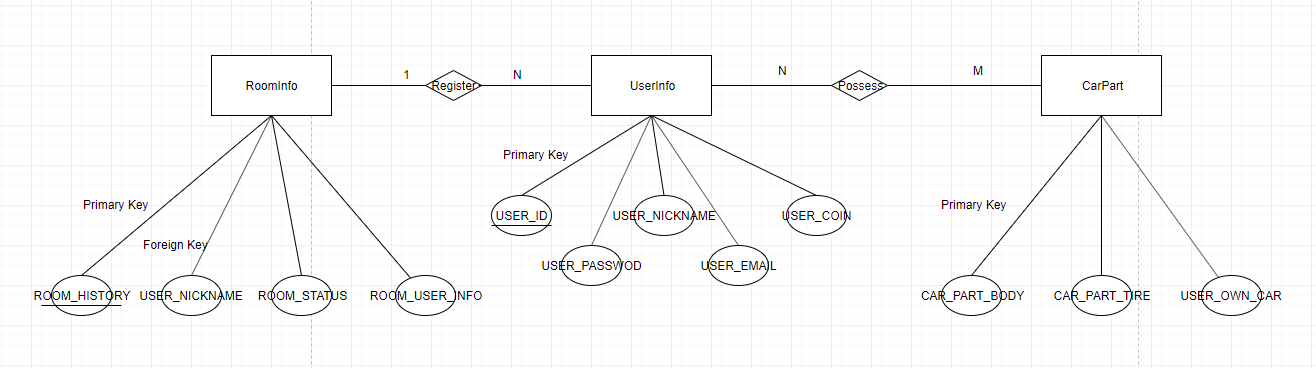 RoomInfo
1
Register
N
UserInfo
N
Possess
M
CarPart
Primary Key
Foreign Key
ROOM_HISTORY
USER_NICKNAME
ROOM_STATUS
ROOM_USER_INFO
Primary Key
USER_ID
USER_PASSWOD
USER_NICKNAME
USER_EMAIL
USER_COIN
Primary Key
CAR_PART_BODY
CAR_PART_TIRE
USER_OWN_CAR